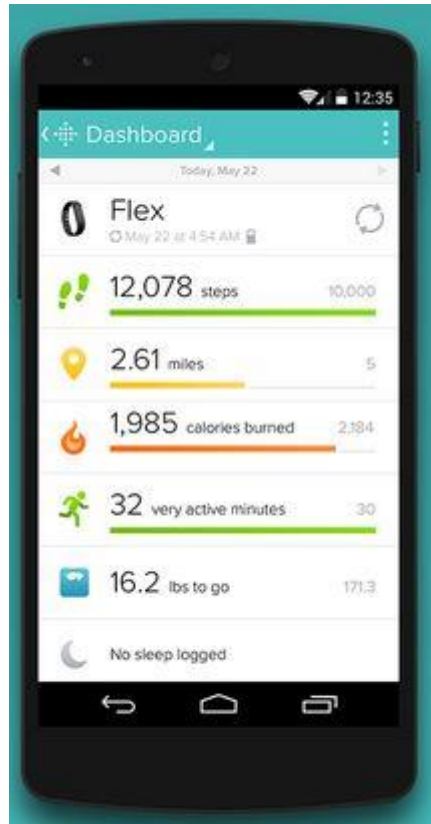 12:35
Dashboard
Today, May 22
Flex
May 22 at 4:54 AM
12,078 steps 10,000
2.61 miles 5
1,985 calories burned 2,184
32 very active minutes 30
16.2 lbs to go 171.3
No sleep logged